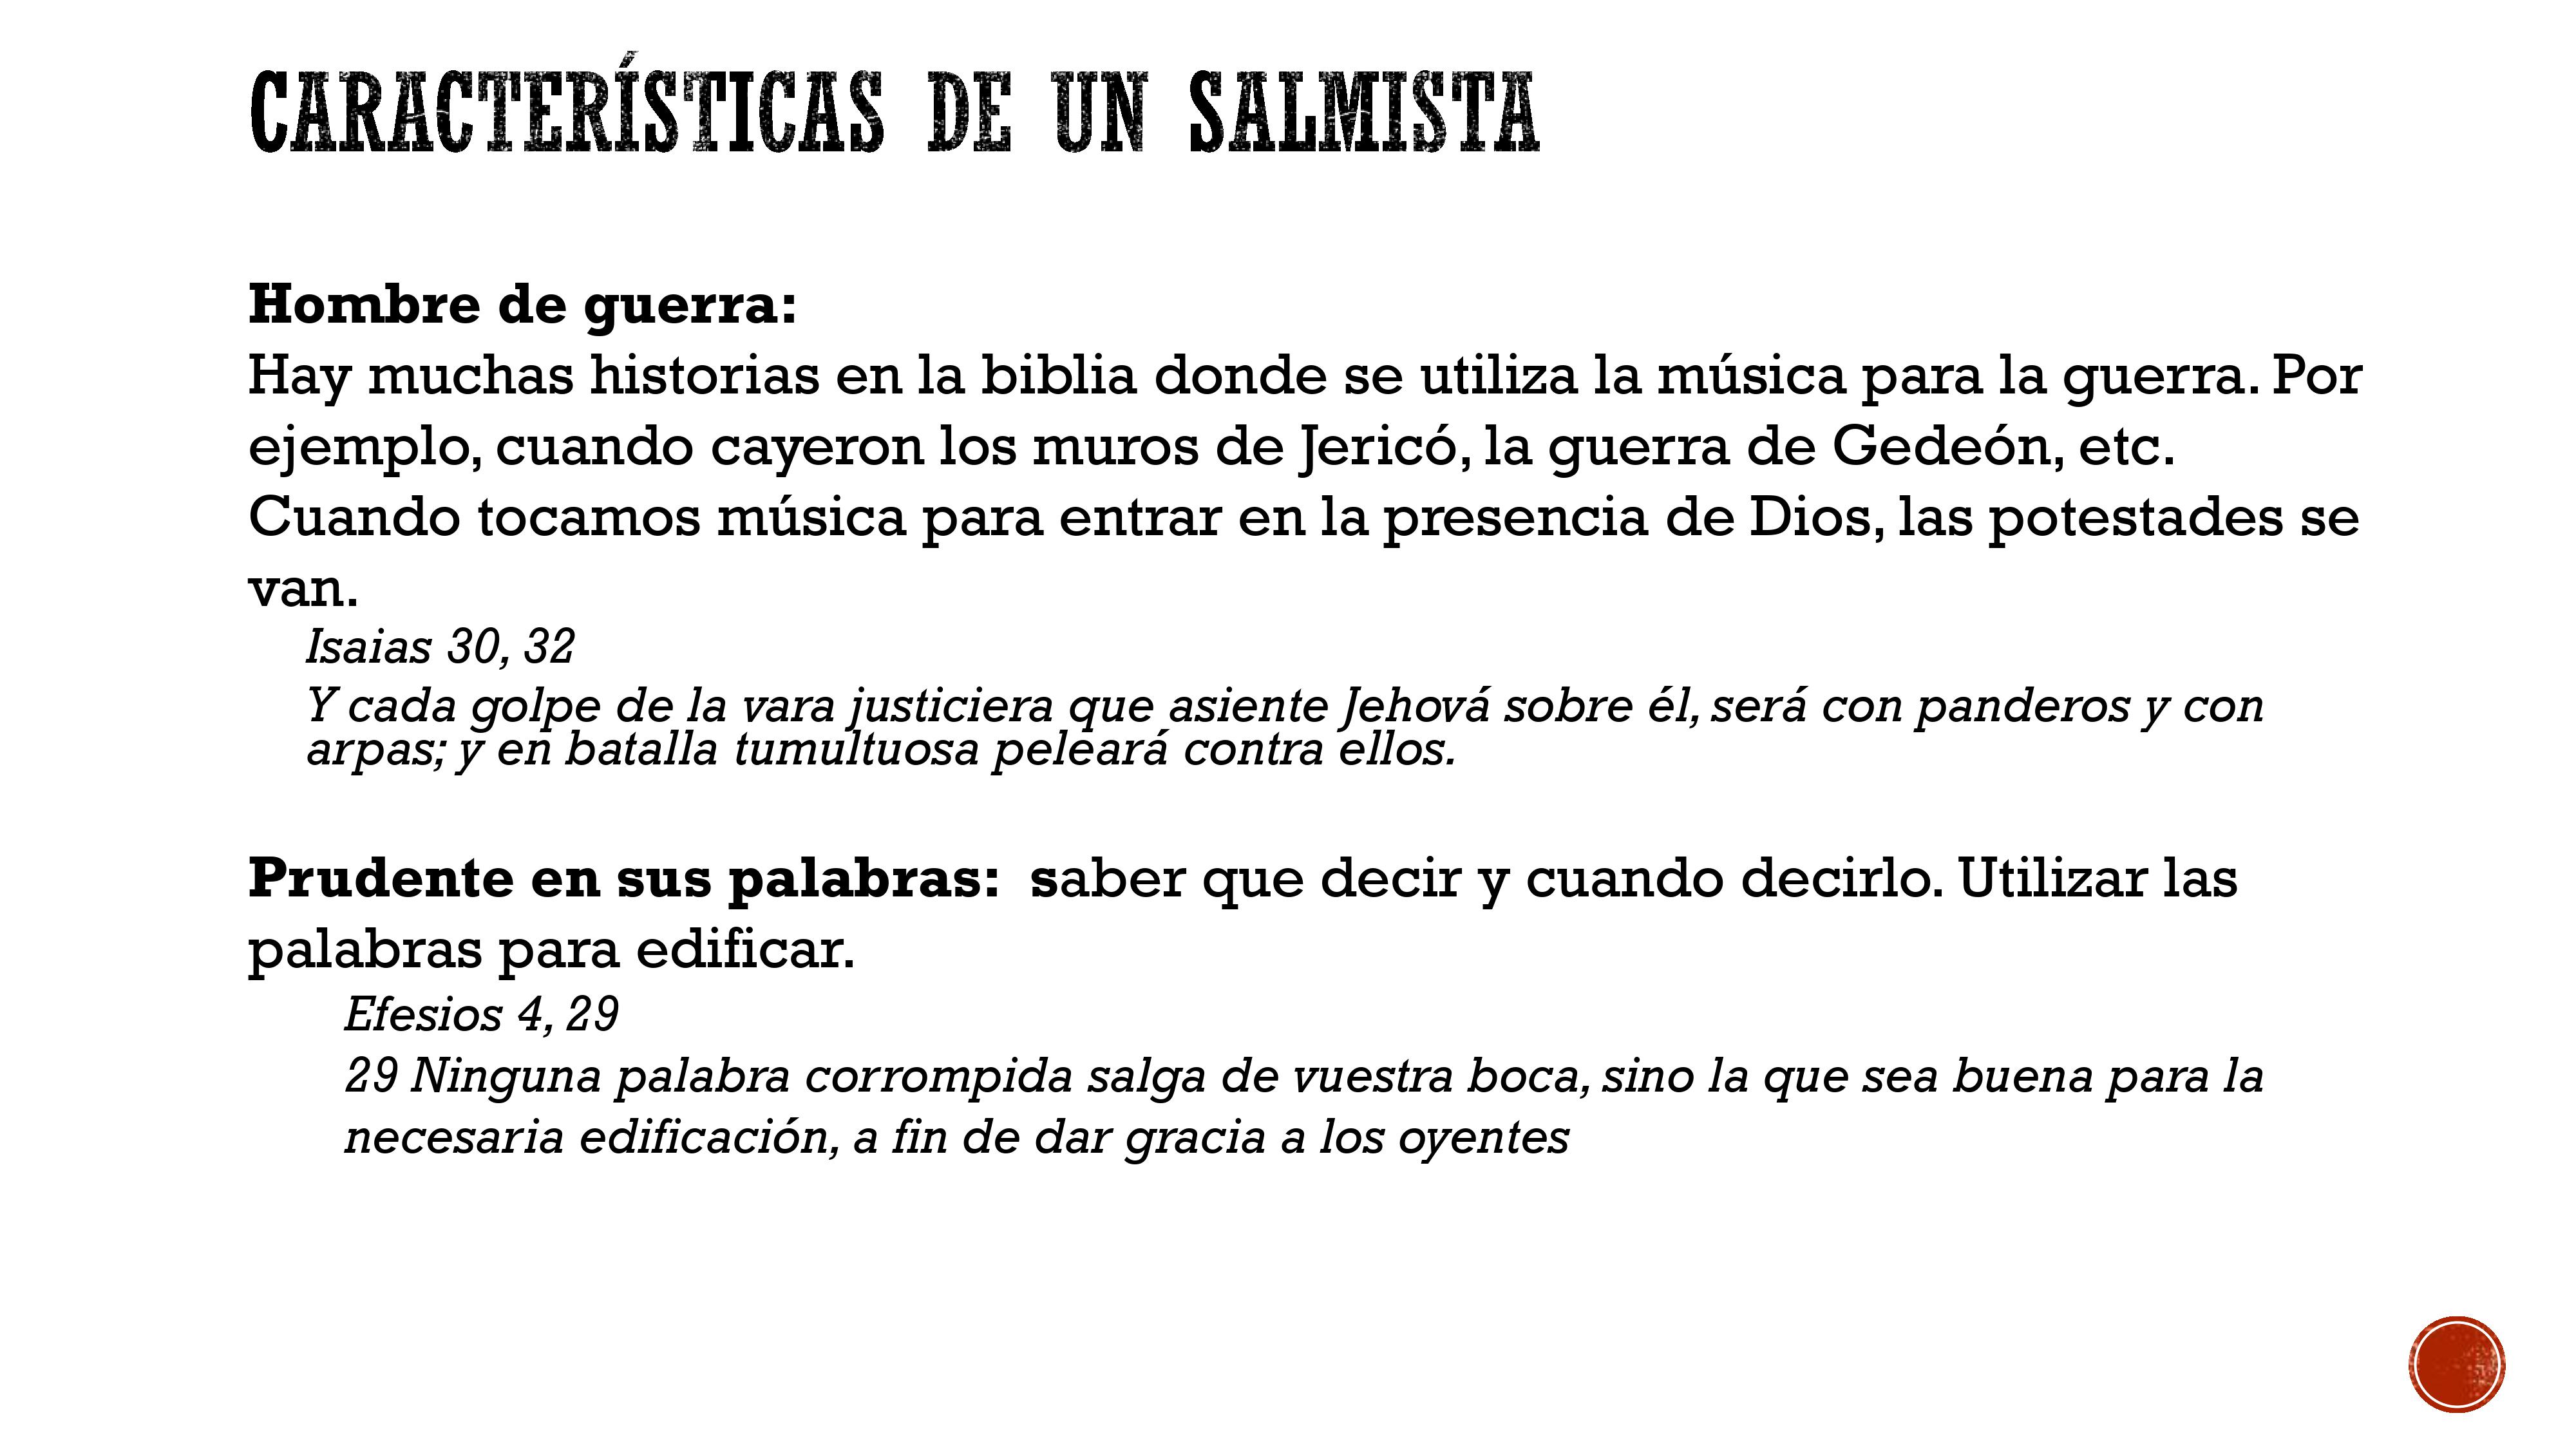 CARACTERÍSTICAS DE UN SALMISTA
Hombre de guerra:
Hay muchas historias en la biblia donde se utiliza la música para la guerra. Por
ejemplo, cuando cayeron los muros de Jericó, la guerra de Gedeón, etc.
Cuando tocamos música para entrar en la presencia de Dios, las potestades se
van.
Isaias 30, 32
Y cada golpe de la vara justiciera que asiente Jehová sobre él, será con panderos y con
arpas; y en batalla tumultuosa peleará contra ellos.
Prudente en sus palabras:  saber que decir y cuando decirlo. Utilizar las
palabras para edificar.
Efesios 4, 29
29 Ninguna palabra corrompida salga de vuestra boca, sino la que sea buena para la
necesaria edificación, a fin de dar gracia a los oyentes